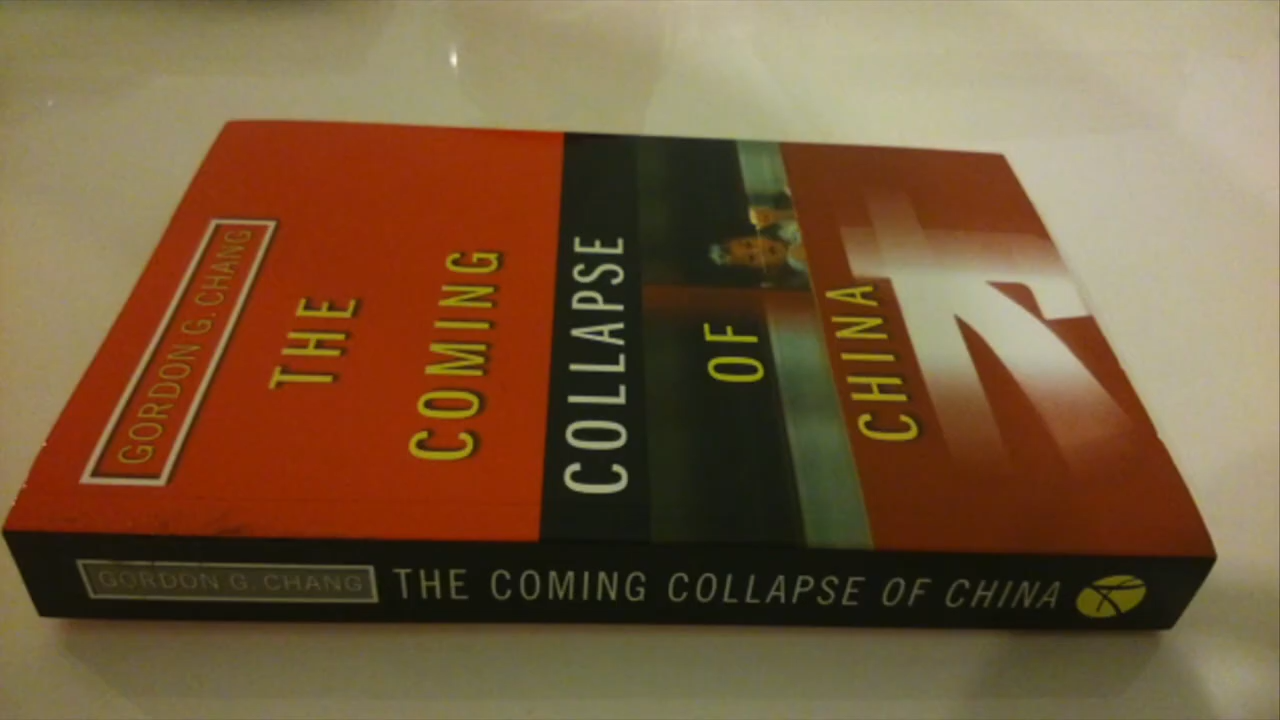 GORDON G. CHANG
THE
COMING
COLLAPSE
OF
CHINA
GORDON G. CHANG THE COMING COLLAPSE OF CHINA